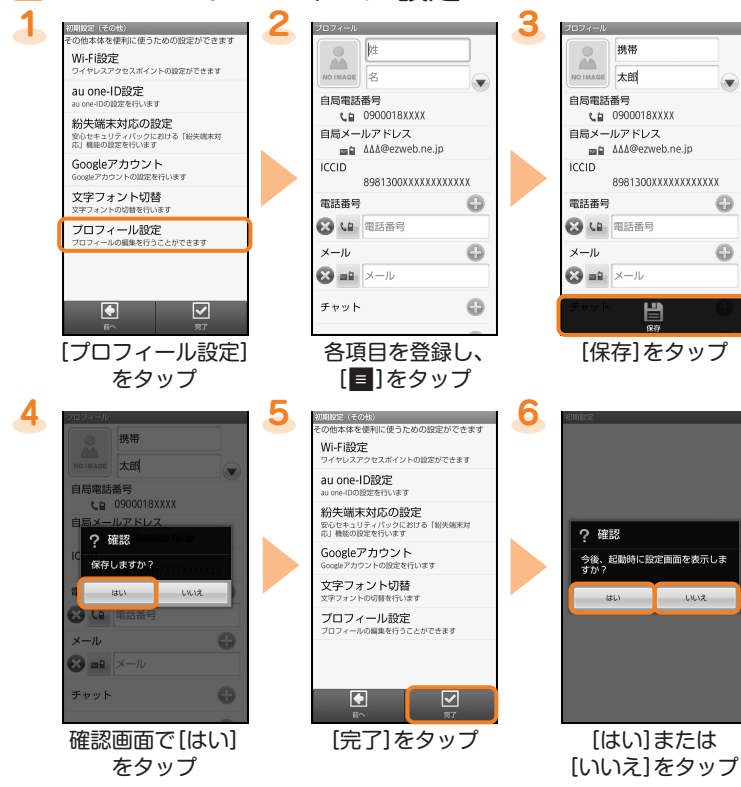 1
初期設定（その他）
その他本体を便利に使うための設定ができます
Wi-Fi設定
ワイヤレスアクセスポイントの設定ができます
au one-ID設定
au one-IDの設定を行います
紛失端末対応の設定
安心セキュリティパックにおける「紛失端末対
応」機能の設定を行います
Googleアカウント
Googleアカウントの設定を行います
文字フォント切替
文字フォントの切替を行います
プロフィール設定
プロフィールの編集を行うことができます
前へ
完了
[プロフィール設定]
をタップ
2
プロフィール
姓
NO IMAGE
名
自局電話番号
0900018XXXX
自局メールアドレス
ΔΔΔ@ezweb.ne.jp
ICCID
8981300XXXXXXXXXXXX
電話番号
電話番号
メール
メール
チャット
各項目を登録し、
[≡]をタップ
3
プロフィール
携帯
NO IMAGE
太郎
自局電話番号
0900018XXXX
自局メールアドレス
ΔΔΔ@ezweb.ne.jp
ICCID
8981300XXXXXXXXXXXX
電話番号
電話番号
メール
メール
チャット
保存
[保存]をタップ
4
プロフィール
携帯
NO IMAGE
太郎
自局電話番号
0900018XXXX
自局メールアドレス
? 確認
保存しますか？
はい
いいえ
電話番号
メール
メール
チャット
確認画面で[はい]
をタップ
5
初期設定（その他）
その他本体を便利に使うための設定ができます
Wi-Fi設定
ワイヤレスアクセスポイントの設定ができます
au one-ID設定
au one-IDの設定を行います
紛失端末対応の設定
安心セキュリティパックにおける「紛失端末対
応」機能の設定を行います
Googleアカウント
Googleアカウントの設定を行います
文字フォント切替
文字フォントの切替を行います
プロフィール設定
プロフィールの編集を行うことができます
前へ
完了
[完了]をタップ
6
初期設定
? 確認
今後、起動時に設定画面を表示しま
すか？
はい
いいえ
[はい]または
[いいえ]をタップ